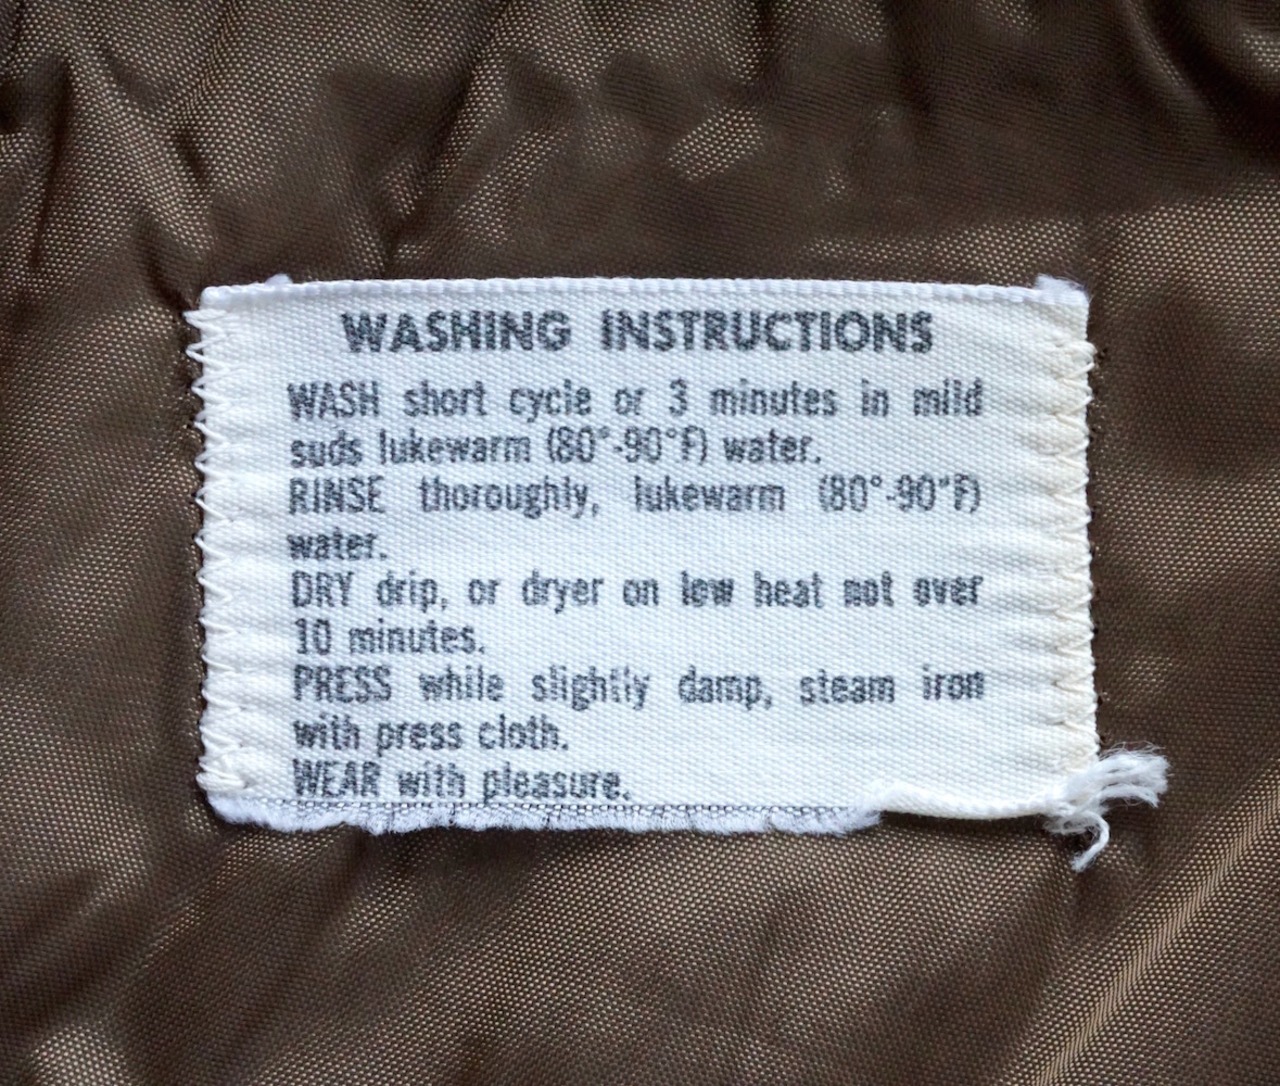 WASHING INSTRUCTIONS
WASH short cycle or 3 minutes in mild
suds lukewarm (80°-90°F) water.
RINSE thoroughly, lukewarm (80°-90°F)
water.
DRY drip, or dryer on low heat not over
10 minutes.
PRESS while slightly damp, steam iron
with press cloth.
WEAR with pleasure.